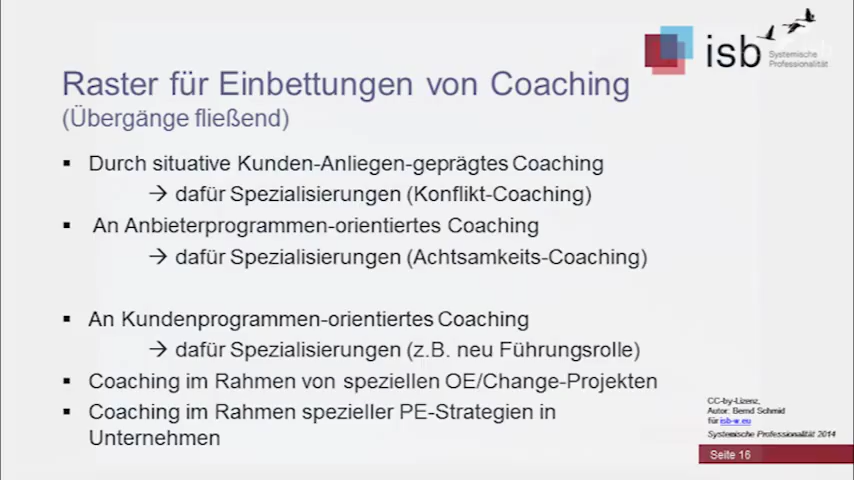 isb
Systemische
Professionalität
Raster für Einbettungen von Coaching
(Übergänge fließend)
▪ Durch situative Kunden-Anliegen-geprägtes Coaching
→ dafür Spezialisierungen (Konflikt-Coaching)
▪ An Anbieterprogrammen-orientiertes Coaching
→ dafür Spezialisierungen (Achtsamkeits-Coaching)
▪ An Kundenprogrammen-orientiertes Coaching
→ dafür Spezialisierungen (z.B. neu Führungsrolle)
▪ Coaching im Rahmen von speziellen OE/Change-Projekten
▪ Coaching im Rahmen spezieller PE-Strategien in
Unternehmen
CC-by-Lizenz,
Autor: Bernd Schmid
für isb-w.eu
Systemische Professionalität 2014
Seite 16